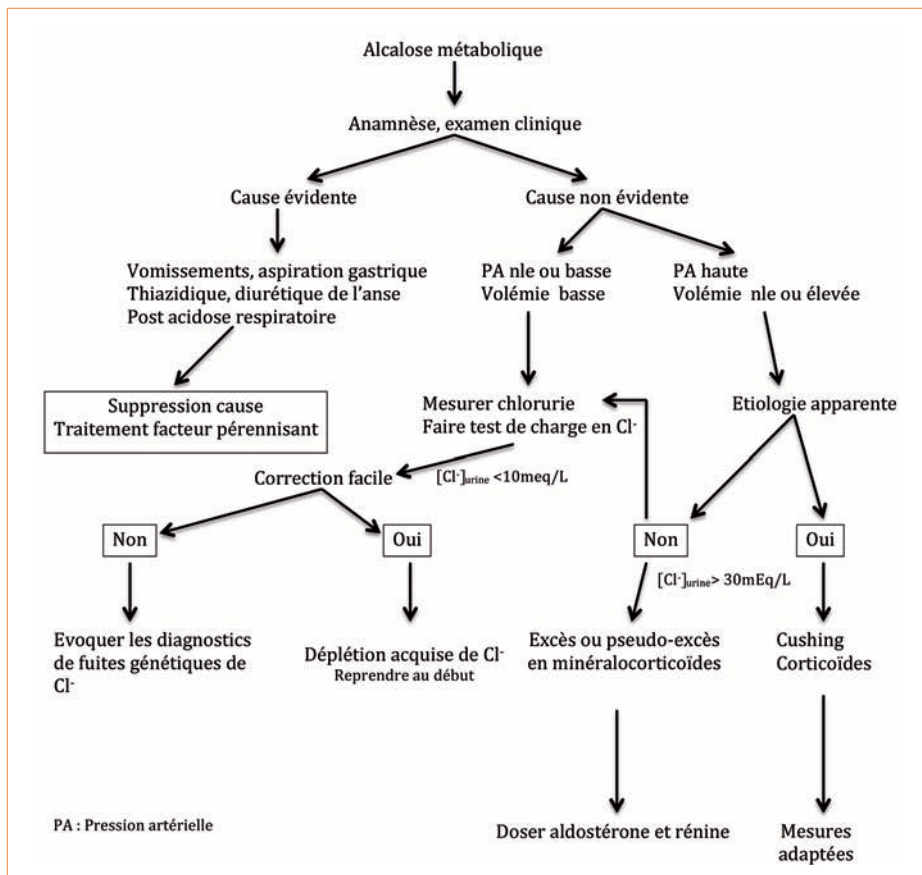 Alcalose métabolique
Anamnèse, examen clinique
Cause évidente
Cause non évidente
Vomissements, aspiration gastrique
Thiazidique, diurétique de l'anse
Post acidose respiratoire
PA nle ou basse
Volémie basse
PA haute
Volémie nle ou élevée
Suppression cause
Traitement facteur pérennisant
Mesurer chlorurie
Faire test de charge en Cl-
Etiologie apparente
Correction facile
[Cl-]urine <10meq/L
Non
Oui
Non
Oui
[Cl-]urine> 30mEq/L
Evoquer les diagnostics
de fuites génétiques de
Cl-
Déplétion acquise de Cl-
Reprendre au début
Excès ou pseudo-excès
en minéralocorticoïdes
Cushing
Corticoïdes
PA : Pression artérielle
Doser aldostérone et rénine
Mesures
adaptées